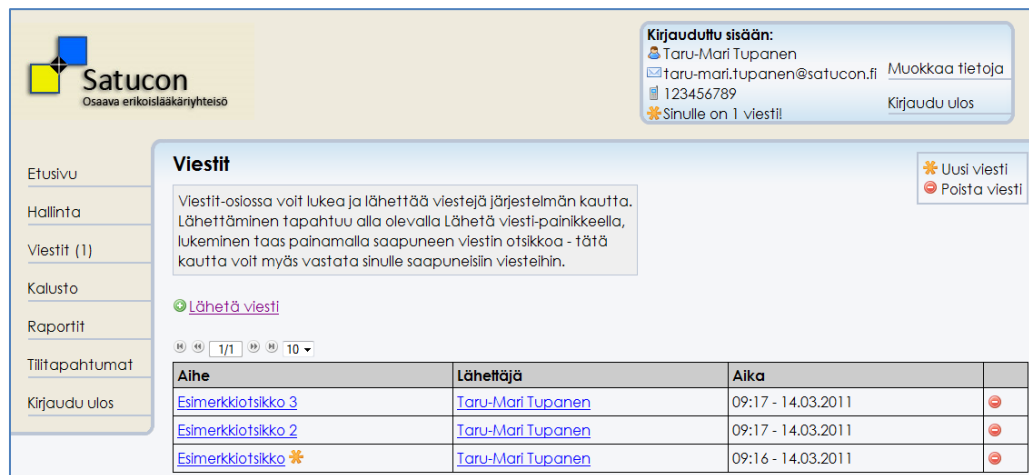 Satucon
Osaava erikoislääkäriyhteisö
Kirjauduttu sisään:
Taru-Mari Tupanen
taru-mari.tupanen@satucon.fi
123456789
Sinulle on 1 viesti!
Muokkaa tietoja
Kirjaudu ulos
Etusivu
Hallinta
Viestit (1)
Kalusto
Raportit
Tilitapahtumat
Kirjaudu ulos
Viestit
Uusi viesti
Poista viesti
Viestit-osiossa voit lukea ja lähettää viestejä järjestelmän kautta.
Lähettäminen tapahtuu alla olevalla Lähetä viesti-painikkeella,
lukeminen taas painamalla saapuneen viestin otsikkoa - tätä
kautta voit myäs vastata sinulle saapuneisiin viesteihin.
Lähetä viesti
1/1 10
Aihe Lähettäjä Aika
Esimerkkiotsikko 3 Taru-Mari Tupanen 09:17 - 14.03.2011
Esimerkkiotsikko 2 Taru-Mari Tupanen 09:17 - 14.03.2011
Esimerkkiotsikko Taru-Mari Tupanen 09:16 - 14.03.2011